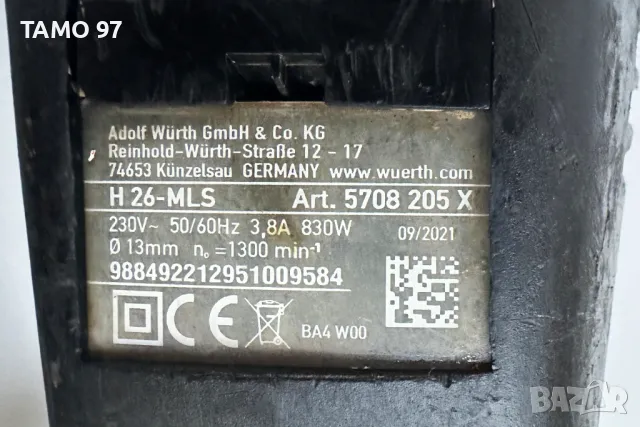 TAMO 97
Adolf Würth GmbH & Co. KG
Reinhold-Würth-Straße 12 - 17
74653 Künzelsau GERMANY www.wuerth.com
H 26-MLS Art. 5708 205 X
230V~ 50/60Hz 3,8A 830W 09/2021
Ø 13mm n₀ =1300 min⁻¹
988492212951009584
CE BA4 W00
BAZAR